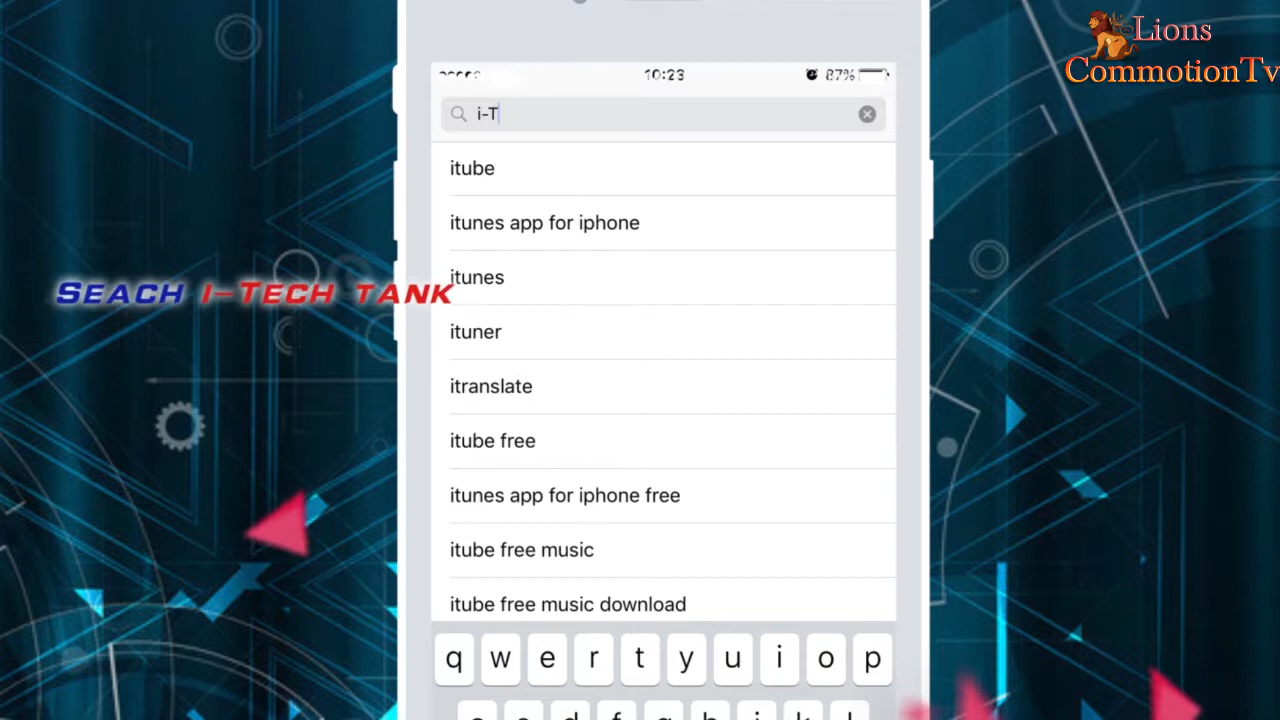 Lions
CommotionTv
10:23
87%
i-T
itube
itunes app for iphone
Seach i-Tech tank
itunes
ituner
itranslate
itube free
itunes app for iphone free
itube free music
itube free music download
q w e r t y u i o p